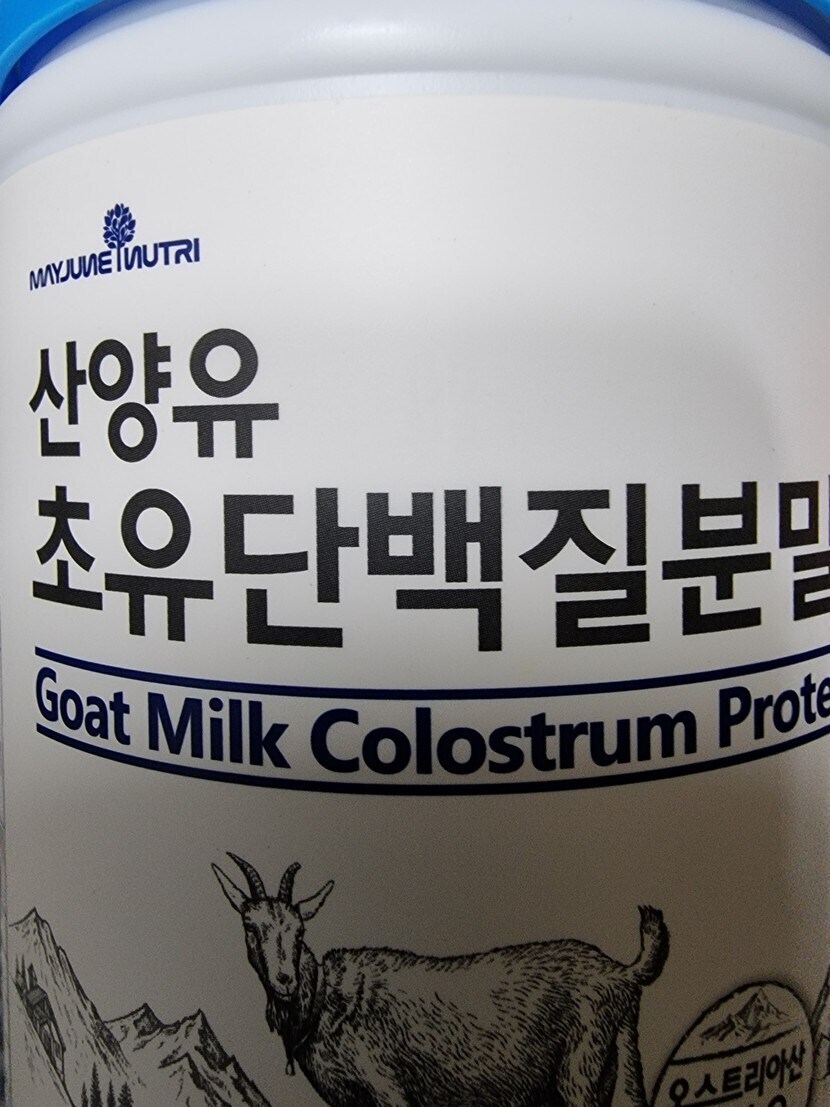 MAYJUNE NUTRI
산양유
초유단백질분말
Goat Milk Colostrum Prote
오스트리아산